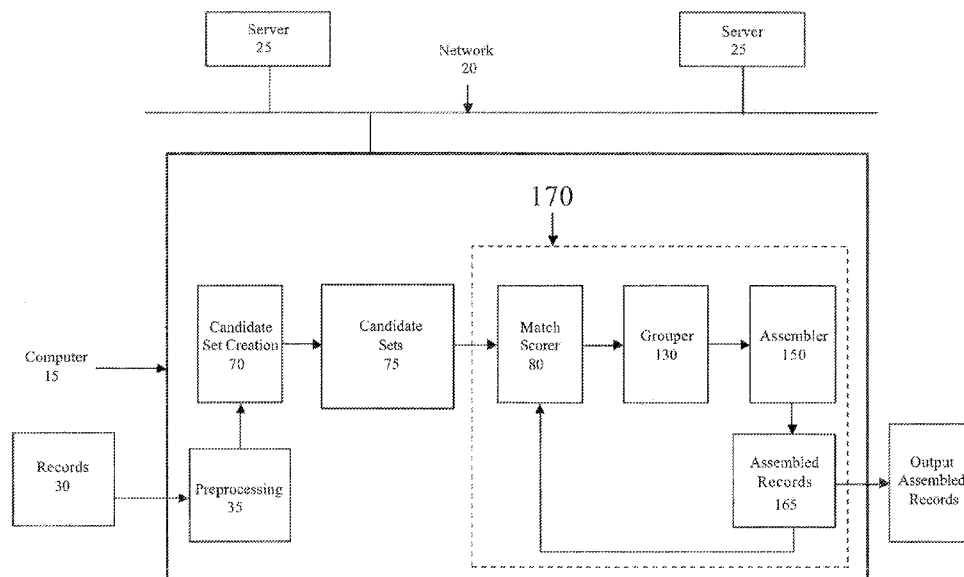 Server
25
Network
20
Server
25
170
Candidate
Set Creation
70
Candidate
Sets
75
Match
Scorer
80
Grouper
130
Assembler
150
Computer
15
Records
30
Preprocessing
35
Assembled
Records
165
Output
Assembled
Records